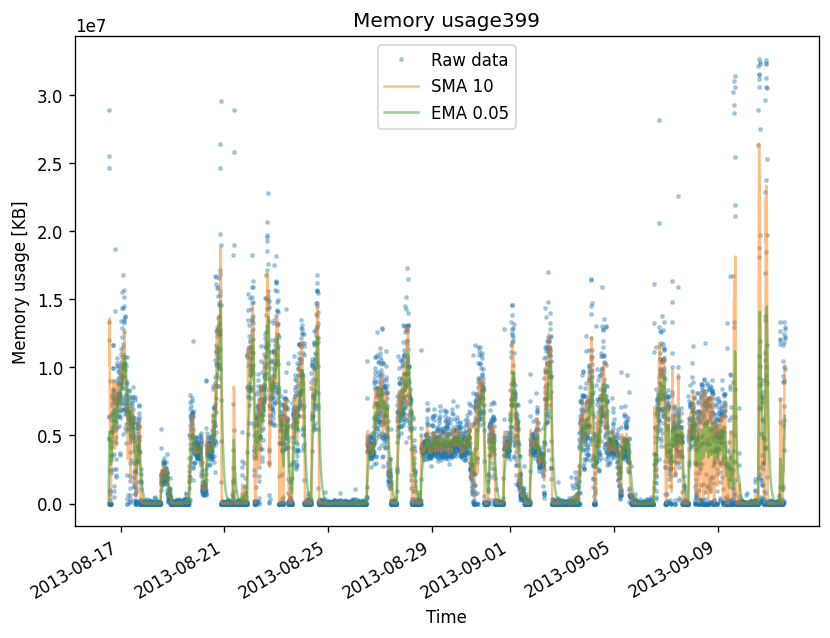 Memory usage399
1e7
Raw data
SMA 10
EMA 0.05
3.0
2.5
2.0
1.5
1.0
0.5
0.0
Memory usage [KB]
2013-08-17
2013-08-21
2013-08-25
2013-08-29
2013-09-01
2013-09-05
2013-09-09
Time